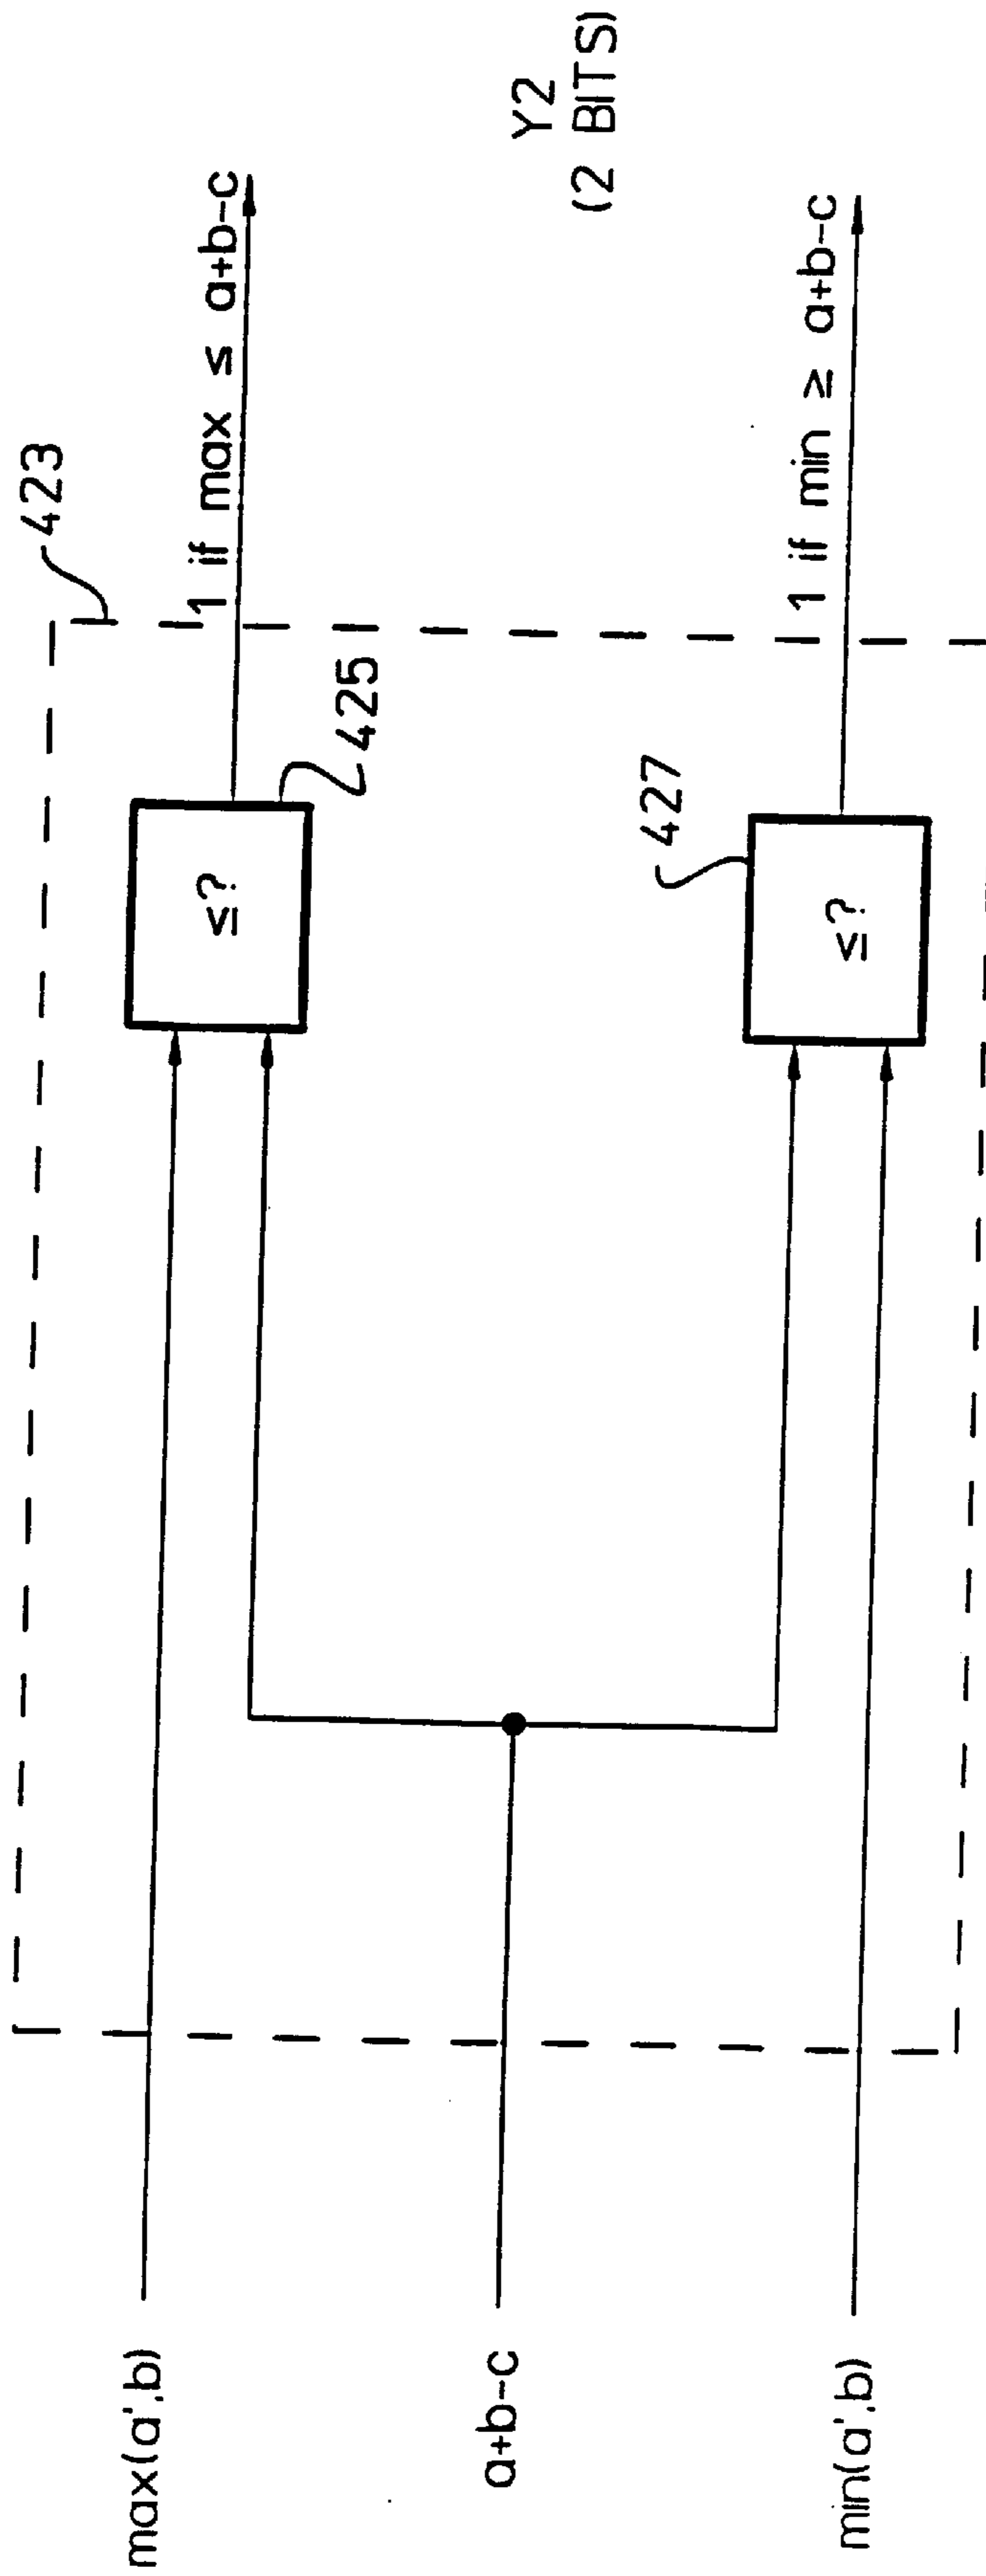 423
max(a',b)
≤?
1 if max ≤ a+b-c
425
a+b-c
Y2
(2 BITS)
427
min(a',b)
≤?
1 if min ≥ a+b-c